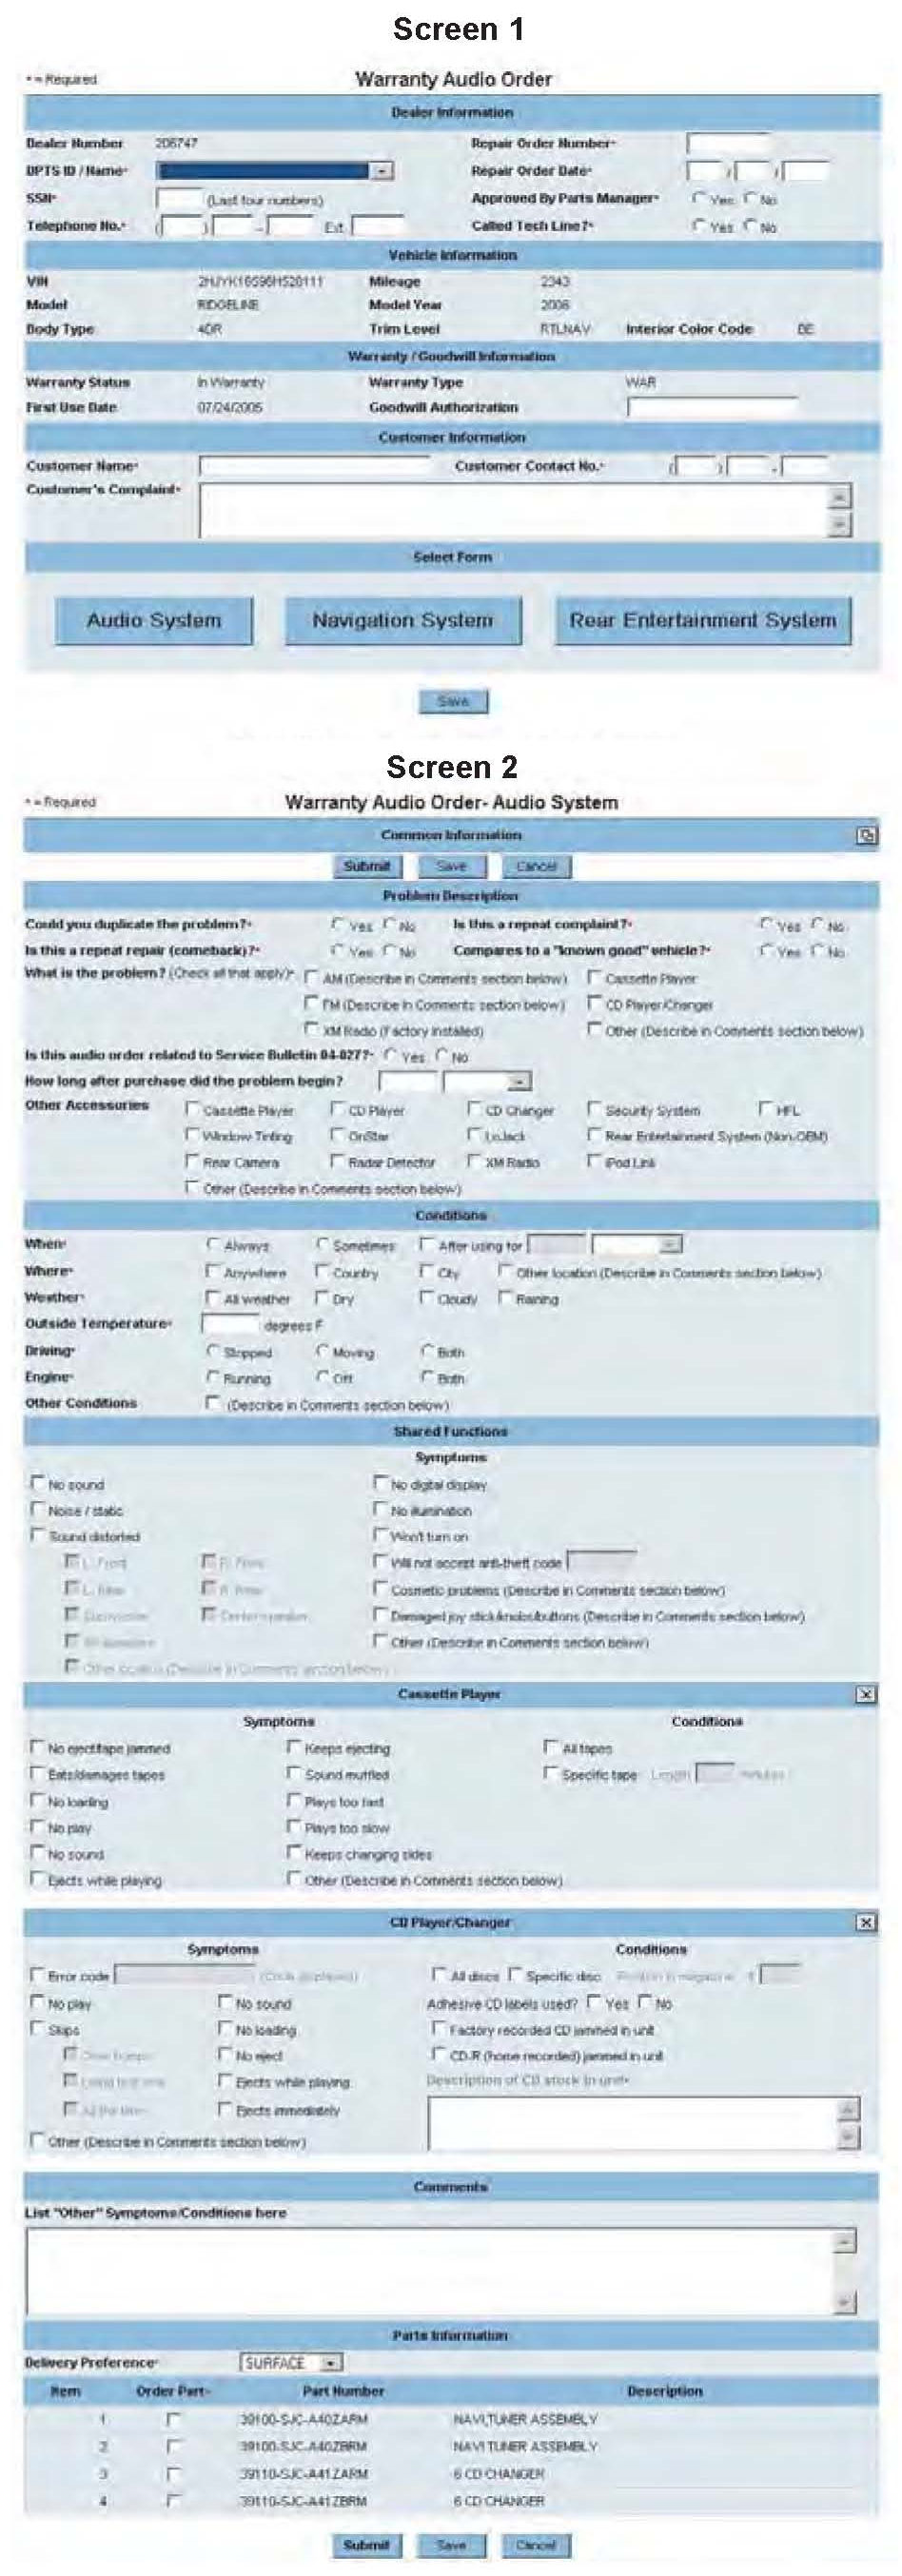 Screen 1
* = Required Warranty Audio Order
Dealer Information
Dealer Number 206747 Repair Order Number*
DPTS ID / Name* Repair Order Date* / /
SSN* (Last four numbers) Approved By Parts Manager* Yes No
Telephone No.* ( ) - Ext. Called Tech Line?* Yes No
Vehicle Information
VIN Mileage 2343
Model RIDGELINE Model Year 2006
Body Type 4DR Trim Level RTLNAV Interior Color Code BE
Warranty / Goodwill Information
Warranty Status In Warranty Warranty Type WAR
First Use Date 07/24/2005 Goodwill Authorization
Customer Information
Customer Name* Customer Contact No.* ( ) -
Customer's Complaint*
Select Form
Audio System Navigation System Rear Entertainment System
Save
Screen 2
* = Required Warranty Audio Order- Audio System
Common Information
Submit Save Cancel
Problem Description
Could you duplicate the problem?* Yes No Is this a repeat complaint?* Yes No
Is this a repeat repair (comeback)?* Yes No Compares to a "known good" vehicle?* Yes No
What is the problem? (Check all that apply)* AM (Describe in Comments section below) Cassette Player
FM (Describe in Comments section below) CD Player/Changer
XM Radio (Factory installed) Other (Describe in Comments section below)
Is this audio order related to Service Bulletin 04-027?* Yes No
How long after purchase did the problem begin?
Other Accessories Cassette Player CD Player CD Changer Security System HFL
Window Tinting OnStar LoJack Rear Entertainment System (Non-OEM)
Rear Camera Radar Detector XM Radio iPod Link
Other (Describe in Comments section below)
Conditions
When* Always Sometimes After using for
Where* Anywhere Country City Other location (Describe in Comments section below)
Weather* All weather Dry Cloudy Raining
Outside Temperature* degrees F
Driving* Stopped Moving Both
Engine* Running Off Both
Other Conditions (Describe in Comments section below)
Shared Functions
Symptoms
No sound No digital display
Noise / static No illumination
Sound distorted Won't turn on
L. Front R. Front Will not accept anti-theft code
L. Rear R. Rear Cosmetic problems (Describe in Comments section below)
Subwoofer Center speaker Damaged joy stick/knobs/buttons (Describe in Comments section below)
All speakers Other (Describe in Comments section below)
Other location (Describe in Comments section below)
Cassette Player
Symptoms Conditions
No eject/tape jammed Keeps ejecting All tapes
Eats/damages tapes Sound muffled Specific tape Length minutes
No loading Plays too fast
No play Plays too slow
No sound Keeps changing sides
Ejects while playing Other (Describe in Comments section below)
CD Player/Changer
Symptoms Conditions
Error code (Code displayed) All discs Specific disc Position in magazine #
No play No sound Adhesive CD labels used? Yes No
Skips No loading Factory recorded CD jammed in unit
Over bumps No eject CD-R (home recorded) jammed in unit
Ejects while playing Description of CD stuck in unit*
All the time Ejects immediately
Other (Describe in Comments section below)
Comments
List "Other" Symptoms/Conditions here
Parts Information
Delivery Preference* SURFACE
Item Order Part* Part Number Description
1 39100-SJC-A40ZARM NAVI,TUNER ASSEMBLY
2 39100-SJC-A40ZBRM NAVI TUNER ASSEMBLY
3 39110-SJC-A41ZARM 6 CD CHANGER
4 39110-SJC-A41ZBRM 6 CD CHANGER
Submit Save Cancel